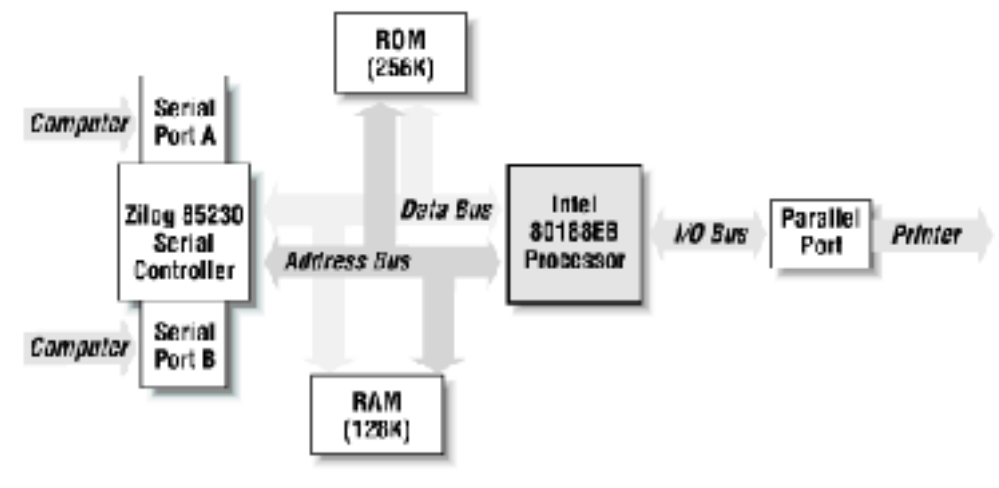 ROM
(256K)
Computer
Serial
Port A
Zilog 85230
Serial
Controller
Data Bus
Address Bus
Intel
80188EB
Processor
I/O Bus
Parallel
Port
Printer
Computer
Serial
Port B
RAM
(128K)